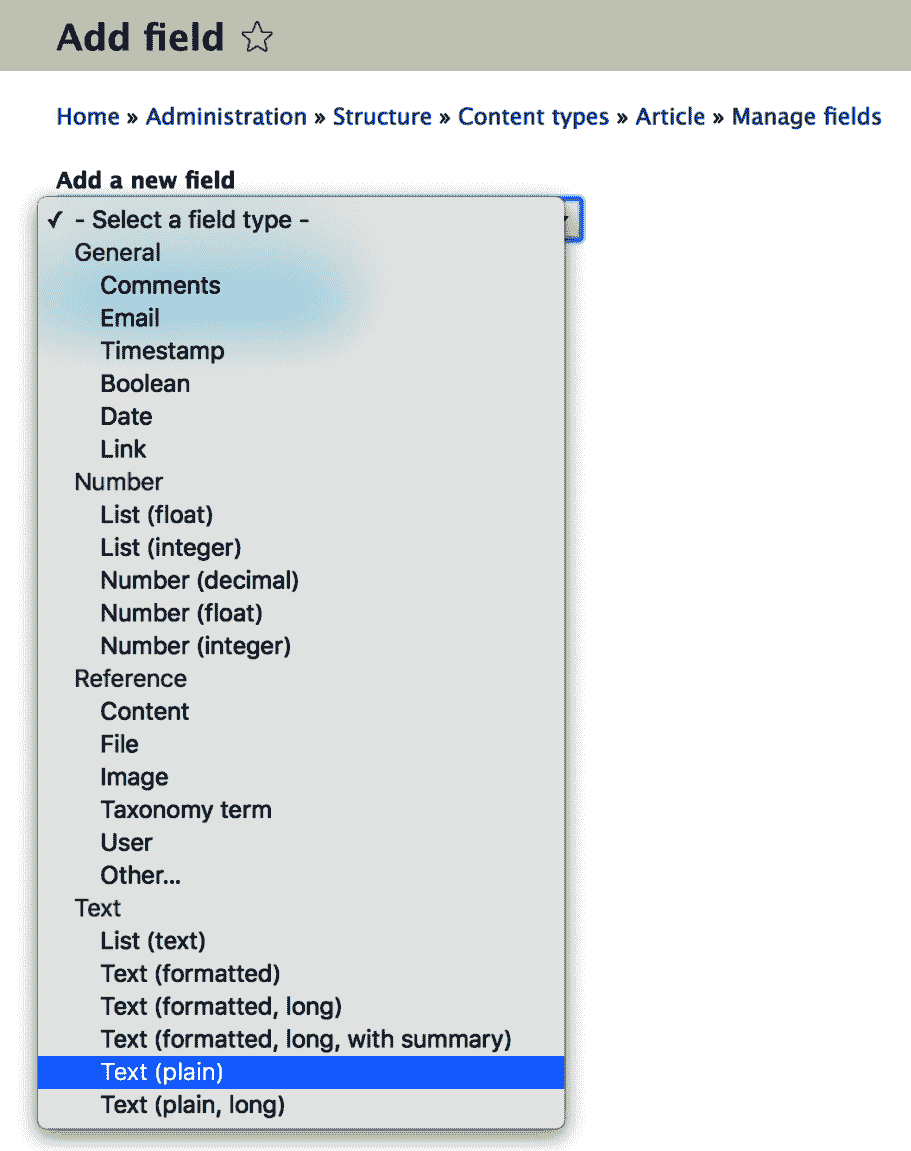 Add field
Home » Administration » Structure » Content types » Article » Manage fields
Add a new field
✓ - Select a field type -
General
Comments
Email
Timestamp
Boolean
Date
Link
Number
List (float)
List (integer)
Number (decimal)
Number (float)
Number (integer)
Reference
Content
File
Image
Taxonomy term
User
Other...
Text
List (text)
Text (formatted)
Text (formatted, long)
Text (formatted, long, with summary)
Text (plain)
Text (plain, long)